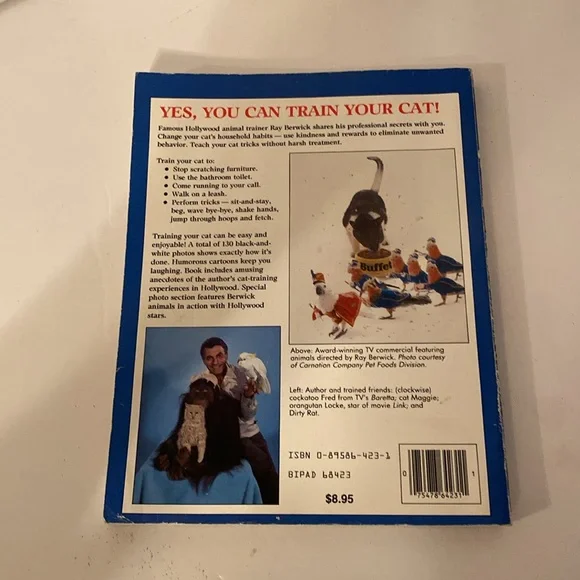 YES, YOU CAN TRAIN YOUR CAT!
Famous Hollywood animal trainer Ray Berwick shares his professional secrets with you.
Change your cat's household habits — use kindness and rewards to eliminate unwanted
behavior. Teach your cat tricks without harsh treatment.
Train your cat to:
• Stop scratching furniture.
• Use the bathroom toilet.
• Come running to your call.
• Walk on a leash.
• Perform tricks — sit-and-stay,
beg, wave bye-bye, shake hands,
jump through hoops and fetch.
Training your cat can be easy and
enjoyable! A total of 130 black-and-
white photos shows exactly how it's
done. Humorous cartoons keep you
laughing. Book includes amusing
anecdotes of the author's cat-training
experiences in Hollywood. Special
photo section features Berwick
animals in action with Hollywood
stars.
Buffet
Above: Award-winning TV commercial featuring
animals directed by Ray Berwick. Photo courtesy
of Carnation Company Pet Foods Division.
Left: Author and trained friends: (clockwise)
cockatoo Fred from TV's Baretta; cat Maggie;
orangutan Locke, star of movie Link; and
Dirty Rat.
ISBN 0-89586-423-1
BIPAD 68423
$8.95
0 75478 64231 1